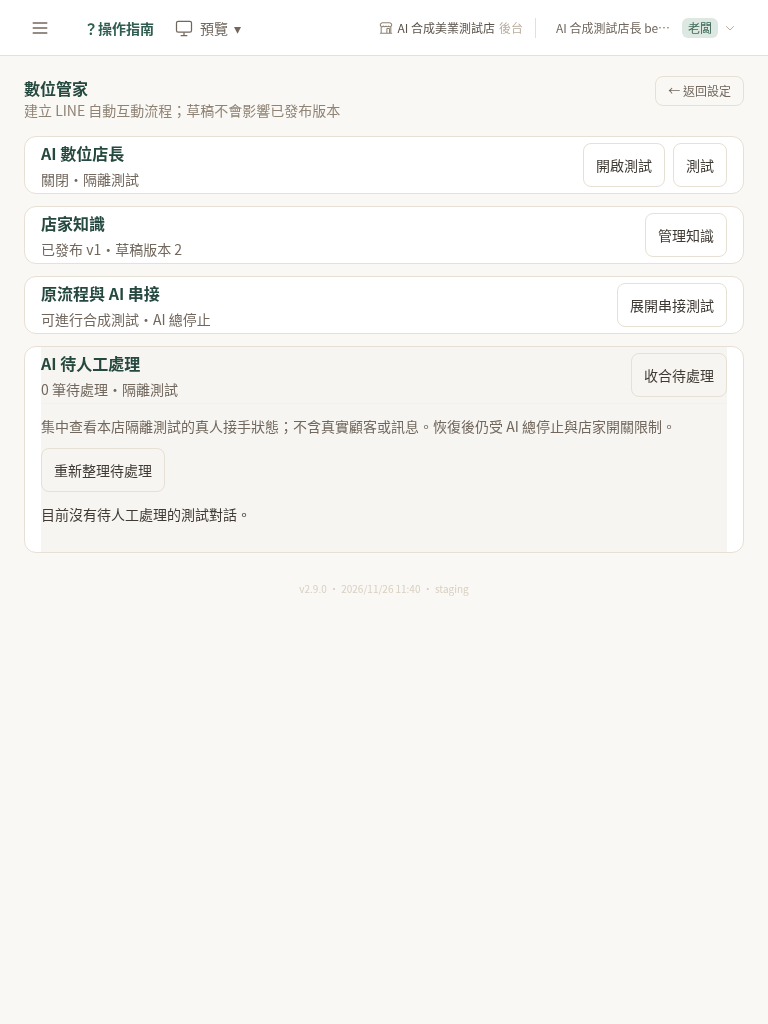 ？操作指南 預覽 ▾ AI 合成美業測試店 後台 AI 合成測試店長 be… 老闆
數位管家
建立 LINE 自動互動流程；草稿不會影響已發布版本
← 返回設定
AI 數位店長
關閉・隔離測試
開啟測試 測試
店家知識
已發布 v1・草稿版本 2
管理知識
原流程與 AI 串接
可進行合成測試・AI 總停止
展開串接測試
AI 待人工處理
0 筆待處理・隔離測試
收合待處理
集中查看本店隔離測試的真人接手狀態；不含真實顧客或訊息。恢復後仍受 AI 總停止與店家開關限制。
重新整理待處理
目前沒有待人工處理的測試對話。
v2.9.0 ・ 2026/11/26 11:40 ・ staging